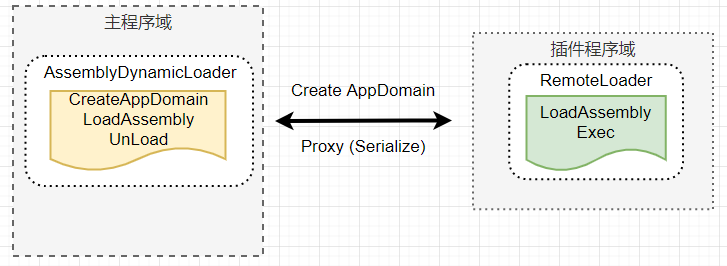 主程序域
AssemblyDynamicLoader
CreateAppDomain
LoadAssembly
UnLoad
Create AppDomain
Proxy (Serialize)
插件程序域
RemoteLoader
LoadAssembly
Exec